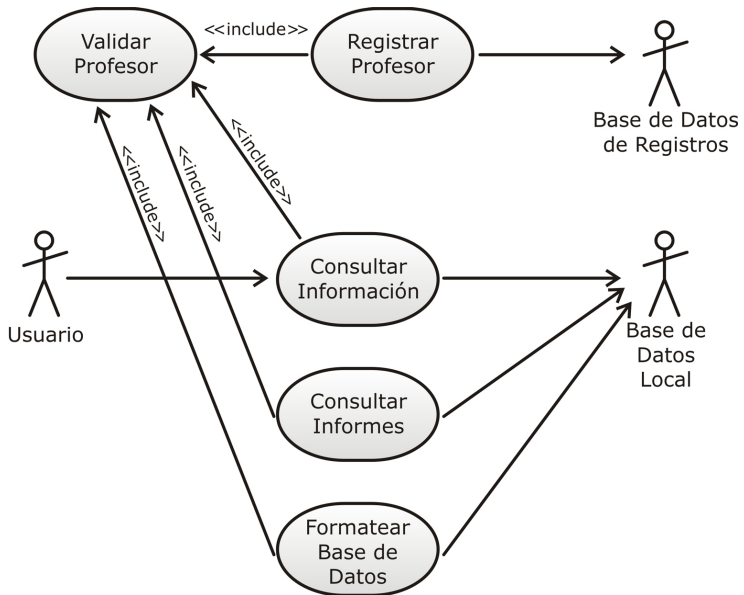 Validar
Profesor
<<include>>
Registrar
Profesor
Base de Datos
de Registros
<<include>>
<<include>>
<<include>>
Usuario
Consultar
Información
Base de
Datos
Local
Consultar
Informes
Formatear
Base de
Datos